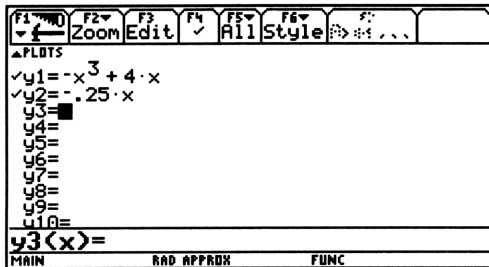 F1 F2 Zoom F3 Edit F4 ✓ F5 All F6 Style F7 ...
▲PLOTS
✓y1=-x³+4·x
✓y2=-.25·x
y3=
y4=
y5=
y6=
y7=
y8=
y9=
y10=
y3(x)=
MAIN RAD APPROX FUNC